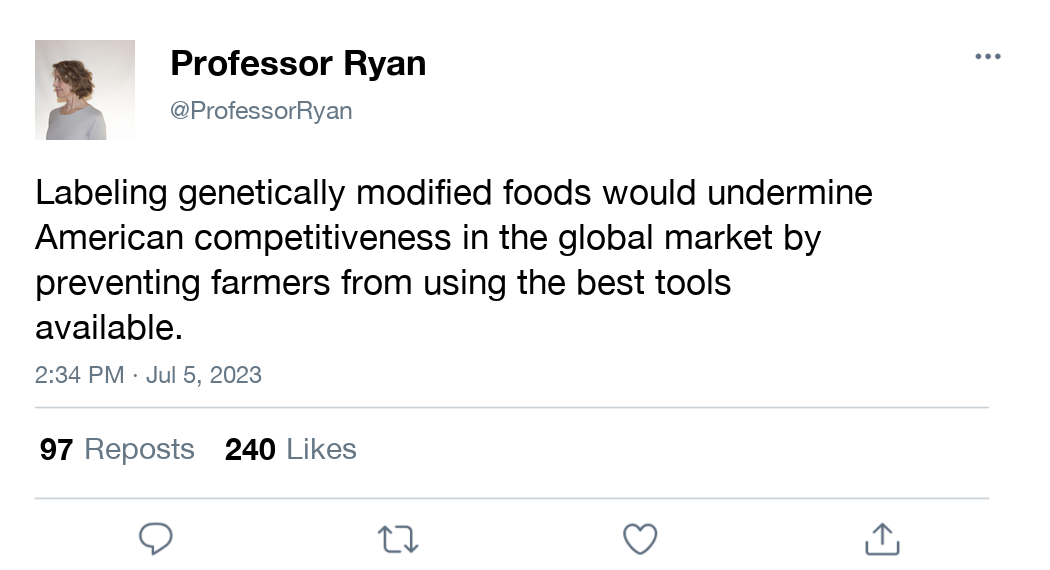 Professor Ryan
@ProfessorRyan
Labeling genetically modified foods would undermine
American competitiveness in the global market by
preventing farmers from using the best tools
available.
2:34 PM · Jul 5, 2023
97 Reposts 240 Likes